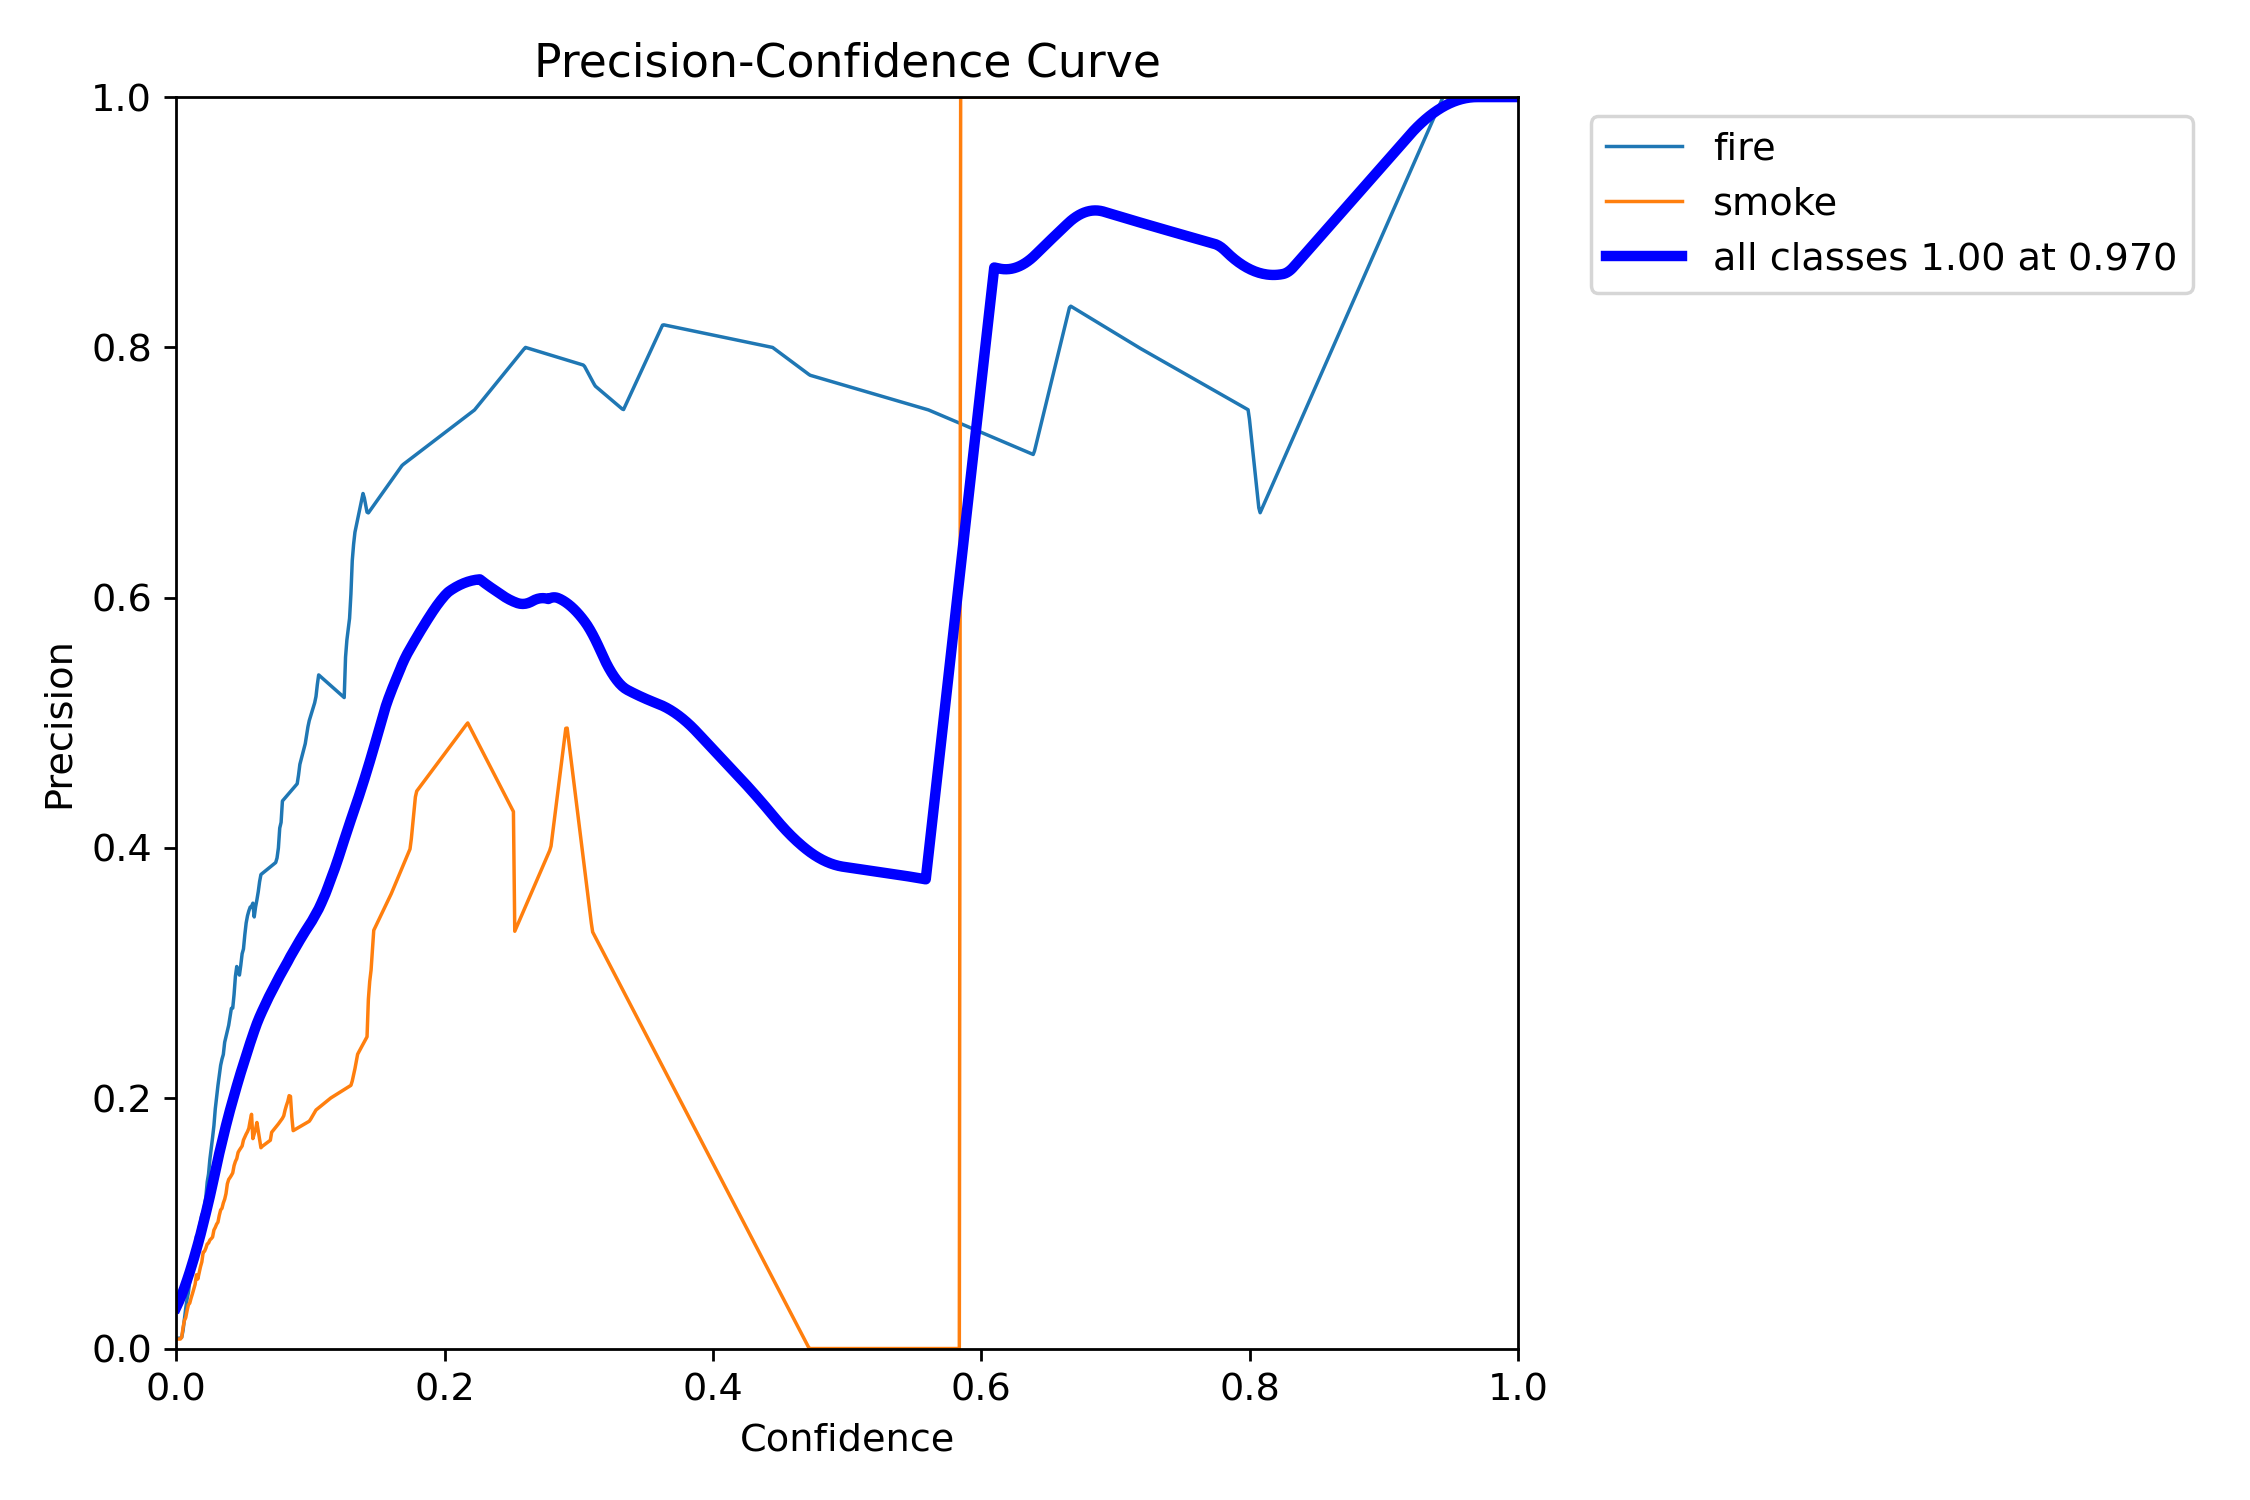 Precision-Confidence Curve
1.0
0.8
0.6
0.4
0.2
0.0
Precision
0.0 0.2 0.4 0.6 0.8 1.0
Confidence
fire
smoke
all classes 1.00 at 0.970